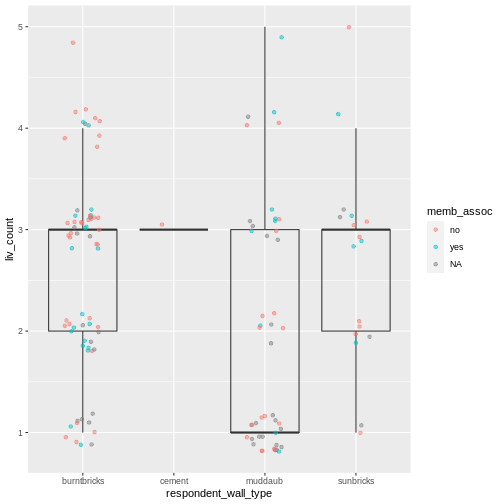 5
4
3
2
1
liv_count
burntbricks cement muddaub sunbricks
respondent_wall_type
memb_assoc
no
yes
NA